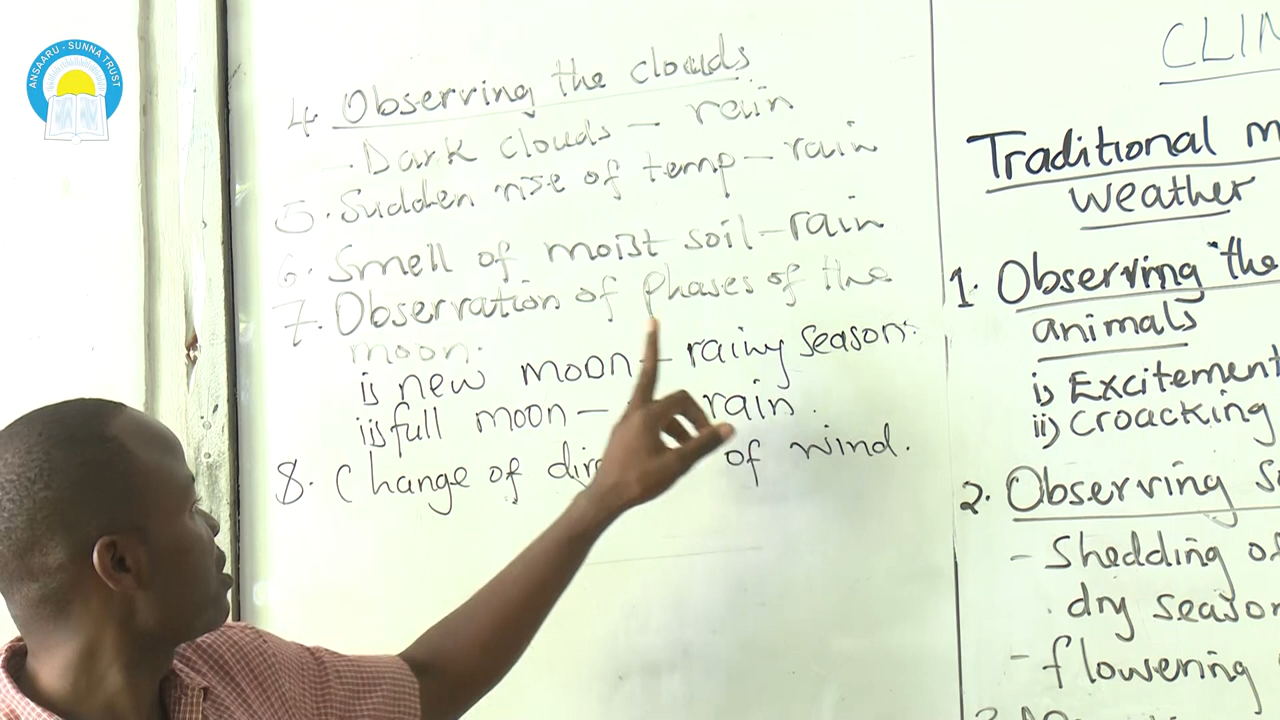 ANSAARU - SUNNA TRUST
4. Observing the clouds
- Dark clouds - rain
5. Sudden rise of temp - rain
6. Smell of moist soil - rain
7. Observation of phases of the
moon.
i) new moon - rainy season.
ii) full moon - rain.
8. Change of of wind.
CLIM
Traditional m
weather
1. Observing the
animals
i) Excitement
ii) Croacking
2. Observing
- Shedding of
dry season
- flowering